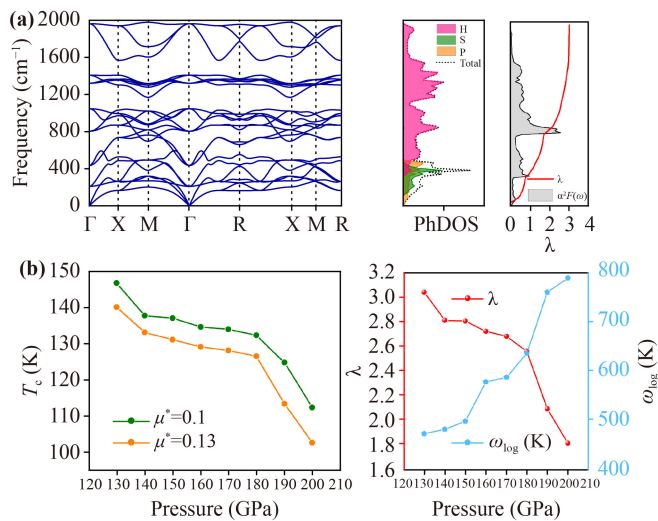 (a)
Frequency (cm⁻¹)
2000
1600
1200
800
400
0
Γ X M Γ R X M R
H
S
P
Total
PhDOS
λ
α²F(ω)
0 1 2 3 4
λ
(b)
Tc (K)
150
140
130
120
110
100
μ*=0.1
μ*=0.13
120 130 140 150 160 170 180 190 200 210
Pressure (GPa)
λ
3.2
3.0
2.8
2.6
2.4
2.2
2.0
1.8
1.6
λ
ωlog (K)
800
700
600
500
400
ωlog (K)
120 130 140 150 160 170 180 190 200 210
Pressure (GPa)